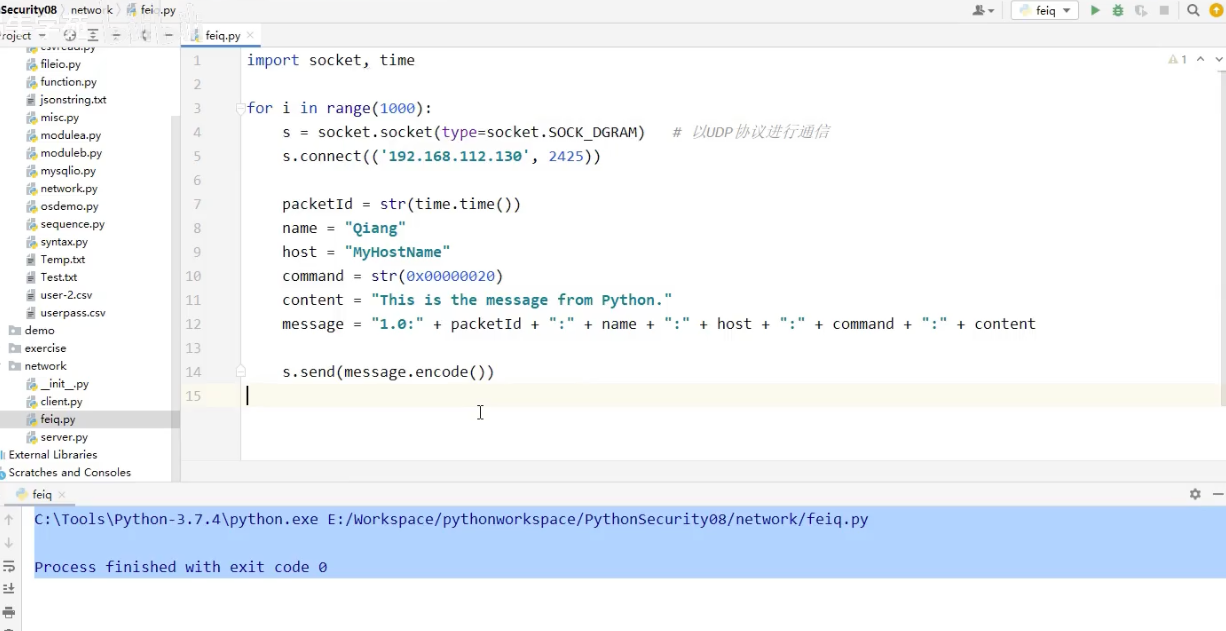 Security08 network feiq.py
feiq
roject
feiq.py
csvread.py
fileio.py
function.py
jsonstring.txt
misc.py
modulea.py
moduleb.py
mysqlio.py
network.py
osdemo.py
sequence.py
syntax.py
Temp.txt
Test.txt
user-2.csv
userpass.csv
demo
exercise
network
__init__.py
client.py
feiq.py
server.py
External Libraries
Scratches and Consoles
1 import socket, time
2
3 for i in range(1000):
4 s = socket.socket(type=socket.SOCK_DGRAM) # 以UDP协议进行通信
5 s.connect(('192.168.112.130', 2425))
6
7 packetId = str(time.time())
8 name = "Qiang"
9 host = "MyHostName"
10 command = str(0x00000020)
11 content = "This is the message from Python."
12 message = "1.0:" + packetId + ":" + name + ":" + host + ":" + command + ":" + content
13
14 s.send(message.encode())
15
1
feiq
C:\Tools\Python-3.7.4\python.exe E:/Workspace/pythonworkspace/PythonSecurity08/network/feiq.py
Process finished with exit code 0